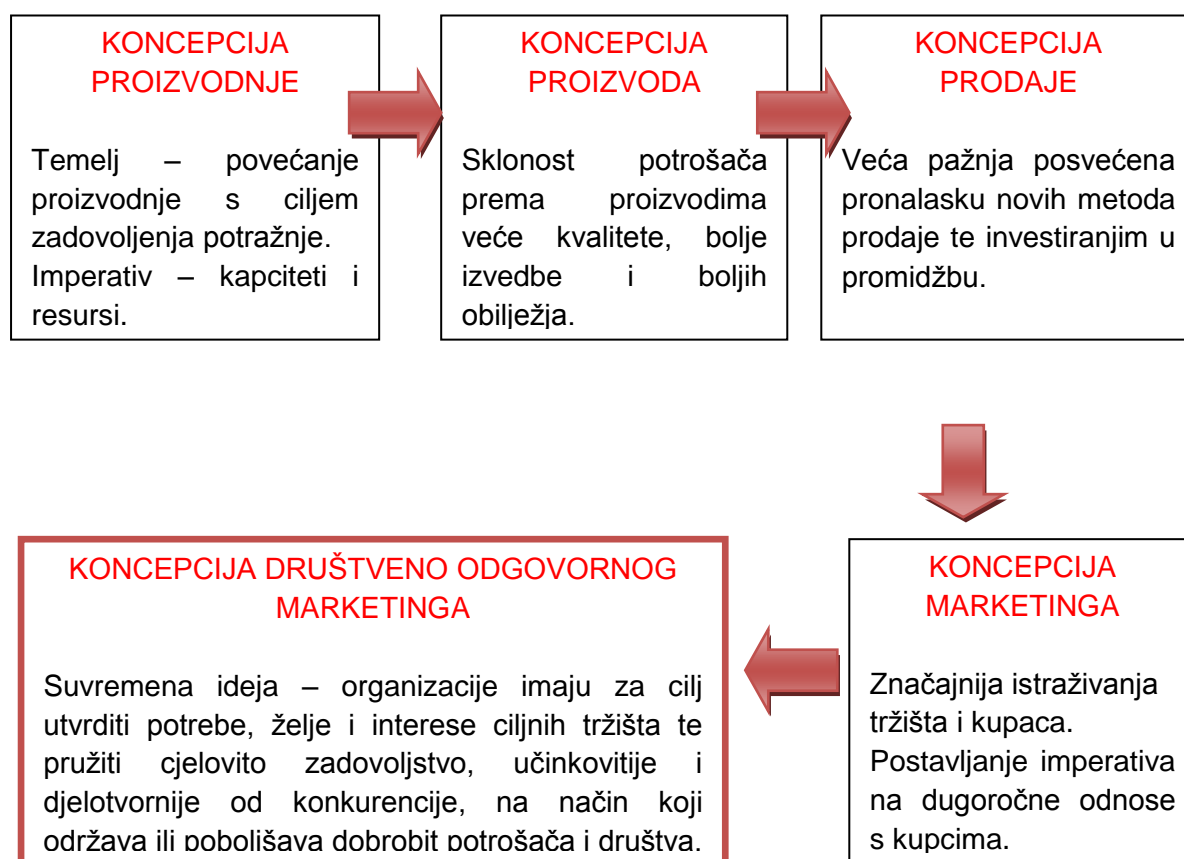 KONCEPCIJA
PROIZVODNJE
Temelj – povećanje
proizvodnje s ciljem
zadovoljenja potražnje.
Imperativ – kapciteti i
resursi.
KONCEPCIJA
PROIZVODA
Sklonost potrošača
prema proizvodima
veće kvalitete, bolje
izvedbe i boljih
obilježja.
KONCEPCIJA
PRODAJE
Veća pažnja posvećena
pronalasku novih metoda
prodaje te investiranjim u
promidžbu.
KONCEPCIJA
MARKETINGA
Značajnija istraživanja
tržišta i kupaca.
Postavljanje imperativa
na dugoročne odnose
s kupcima.
KONCEPCIJA DRUŠTVENO ODGOVORNOG
MARKETINGA
Suvremena ideja – organizacije imaju za cilj
utvrditi potrebe, želje i interese ciljnih tržišta te
pružiti cjelovito zadovoljstvo, učinkovitije i
djelotvornije od konkurencije, na način koji
održava ili poboljšava dobrobit potrošača i društva.